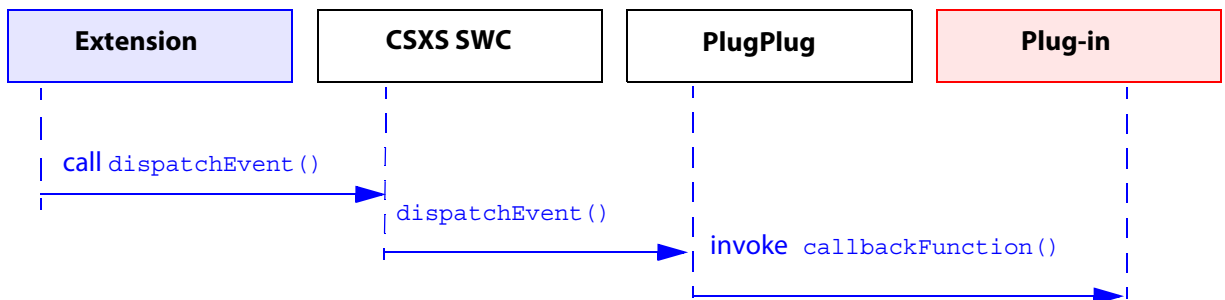 Extension
CSXS SWC
PlugPlug
Plug-in
call dispatchEvent()
dispatchEvent()
invoke callbackFunction()